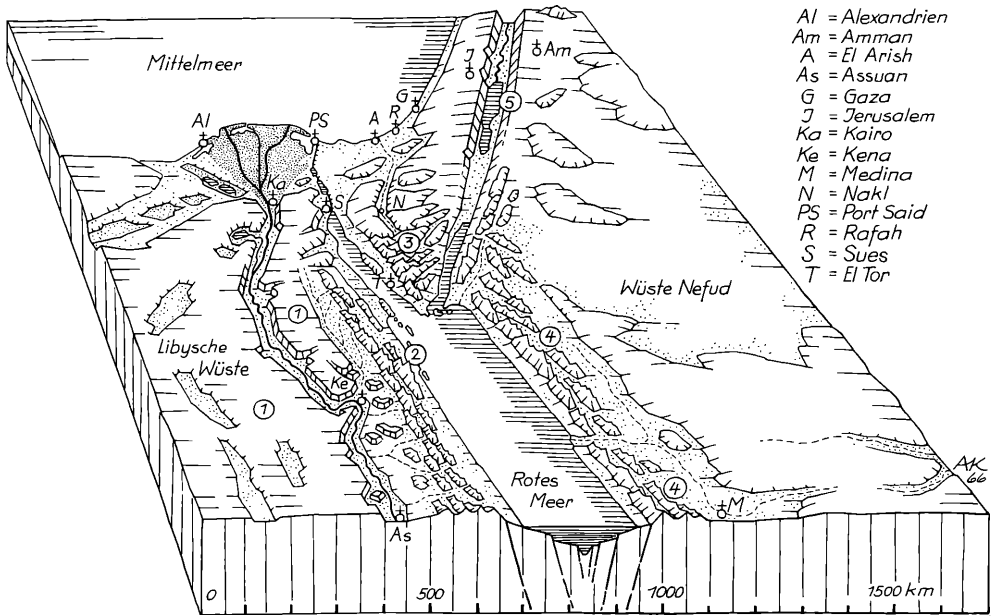 Mittelmeer
Al
PS
A
R
G
J
Am
5
Ka
S
N
3
T
1
2
4
Wüste Nefud
Libysche
Wüste
Ke
1
Rotes
Meer
4
M
As
AK
66
0
500
1000
1500 km
Al = Alexandrien
Am = Amman
A = El Arish
As = Assuan
G = Gaza
J = Jerusalem
Ka = Kairo
Ke = Kena
M = Medina
N = Nakl
PS = Port Said
R = Rafah
S = Sues
T = El Tor